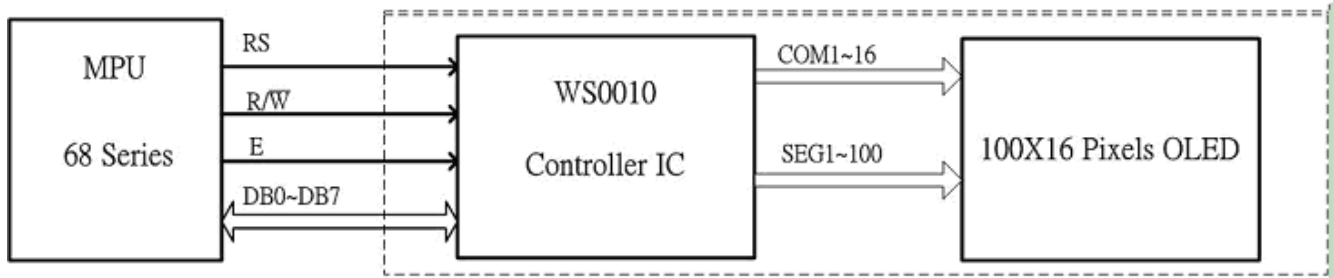 MPU
68 Series
RS
R/W
E
DB0~DB7
WS0010
Controller IC
COM1~16
SEG1~100
100X16 Pixels OLED